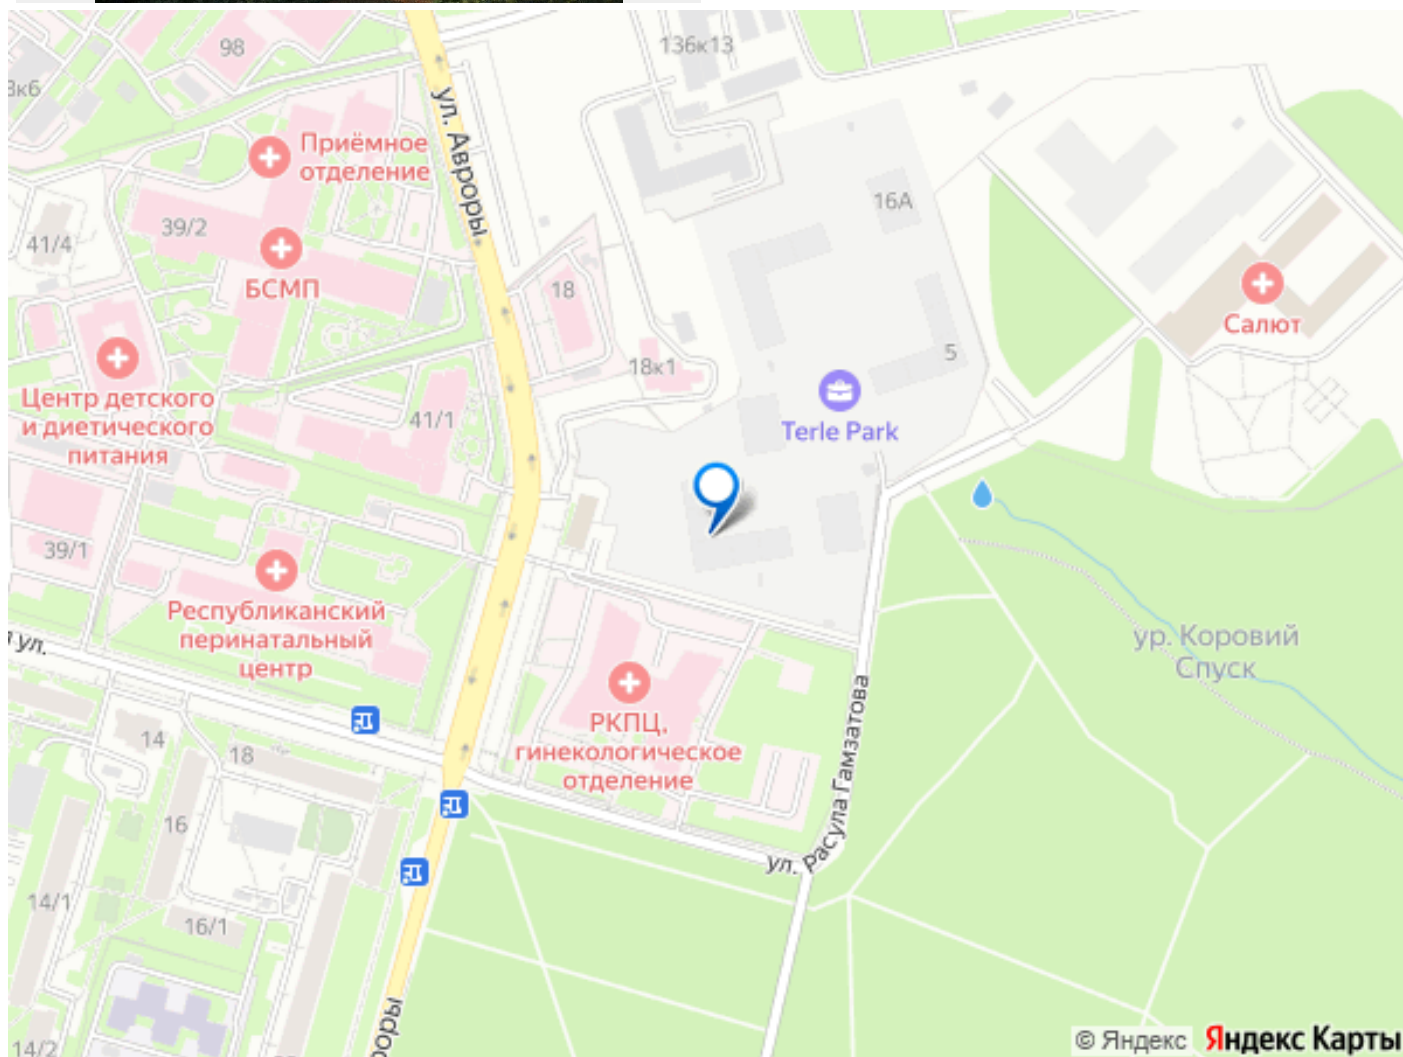 98
136к13
3к6
ул. Авроры
Приёмное
отделение
39/2
16А
41/4
БСМП
18
Салют
5
18к1
Центр детского
и диетического
питания
41/1
Terle Park
39/1
Республиканский
перинатальный
центр
ур. Коровий
Спуск
ул.
РКПЦ,
гинекологическое
отделение
ул. Расула Гамзатова
14
18
16
14/1
16/1
14/2
© Яндекс
Яндекс Карты